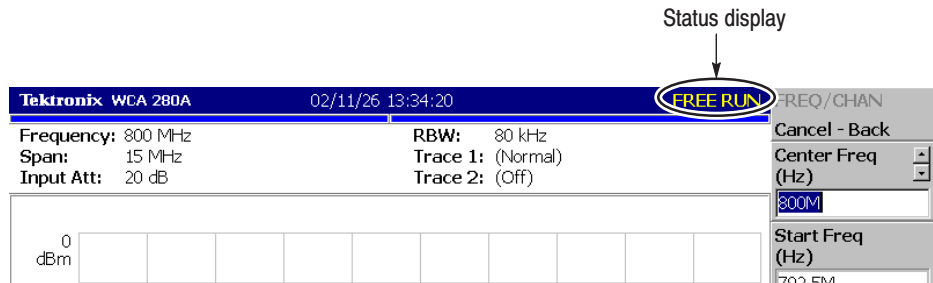 Status display
Tektronix WCA 280A 02/11/26 13:34:20 FREE RUN FREQ/CHAN
Cancel - Back
Frequency: 800 MHz RBW: 80 kHz
Span: 15 MHz Trace 1: (Normal)
Input Att: 20 dB Trace 2: (Off)
Center Freq
(Hz)
800M
0
dBm
Start Freq
(Hz)